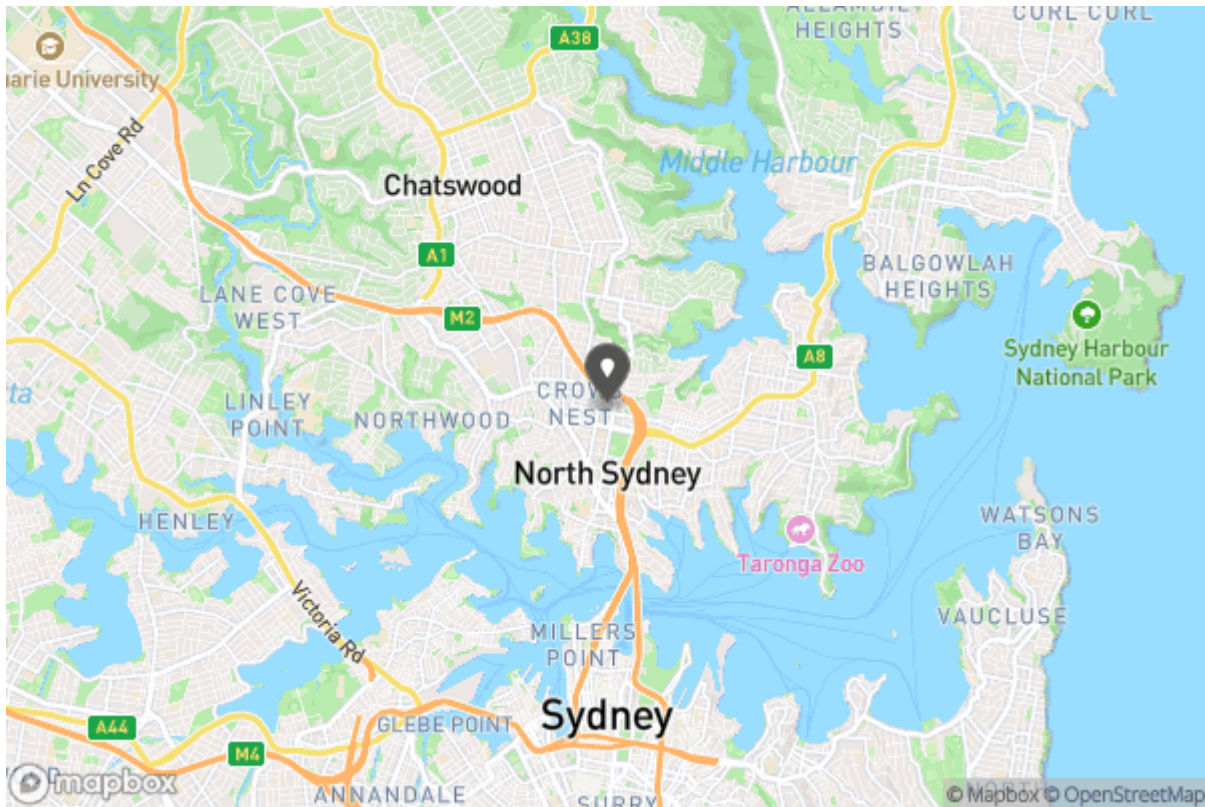 ALLAMBIE
HEIGHTS
CURL CURL
A38
uarie University
Ln Cove Rd
Middle Harbour
Chatswood
A1
BALGOWLAH
HEIGHTS
LANE COVE
WEST
M2
Sydney Harbour
National Park
A8
CROWS
NEST
LINLEY
POINT
NORTHWOOD
tta
North Sydney
HENLEY
WATSONS
BAY
Taronga Zoo
Victoria Rd
VAUCLUSE
MILLERS
POINT
Sydney
GLEBE POINT
A44
M4
mapbox
ANNANDALE
SURRY
© Mapbox © OpenStreetMap